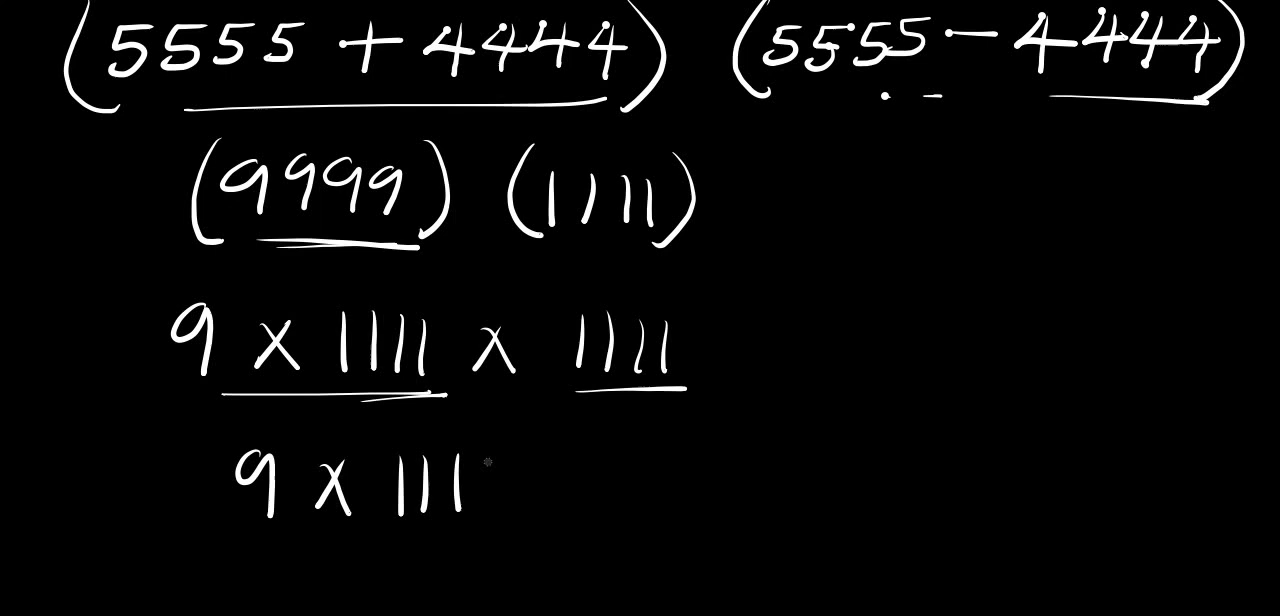 (5555 + 4444) (5555 - 4444)
(9999) (1111)
9 x 1111 x 1111
9 x 111